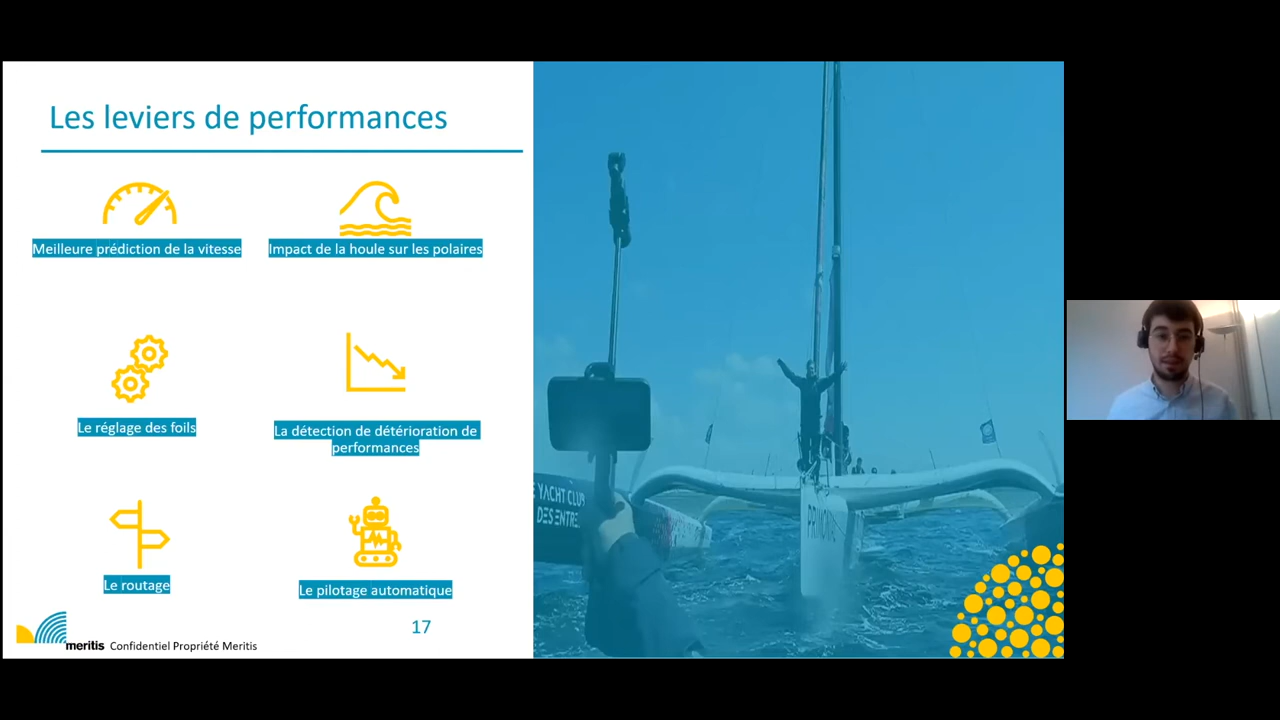 Les leviers de performances
Meilleure prédiction de la vitesse
Impact de la houle sur les polaires
Le réglage des foils
La détection de détérioration de
performances
Le routage
Le pilotage automatique
17
meritis Confidentiel Propriété Meritis
YACHT CLUB
DES ENTRE